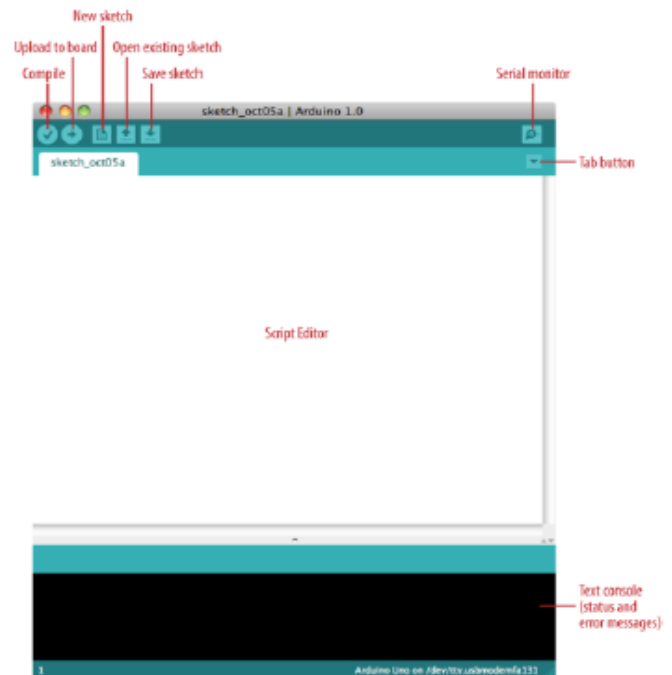 New sketch
Upload to board
Open existing sketch
Compile
Save sketch
Serial monitor
sketch_oct05a | Arduino 1.0
sketch_oct05a
Tab button
Script Editor
Text console
(status and
error messages)
1
Arduino Uno on /dev/tty.usbmodemfa131